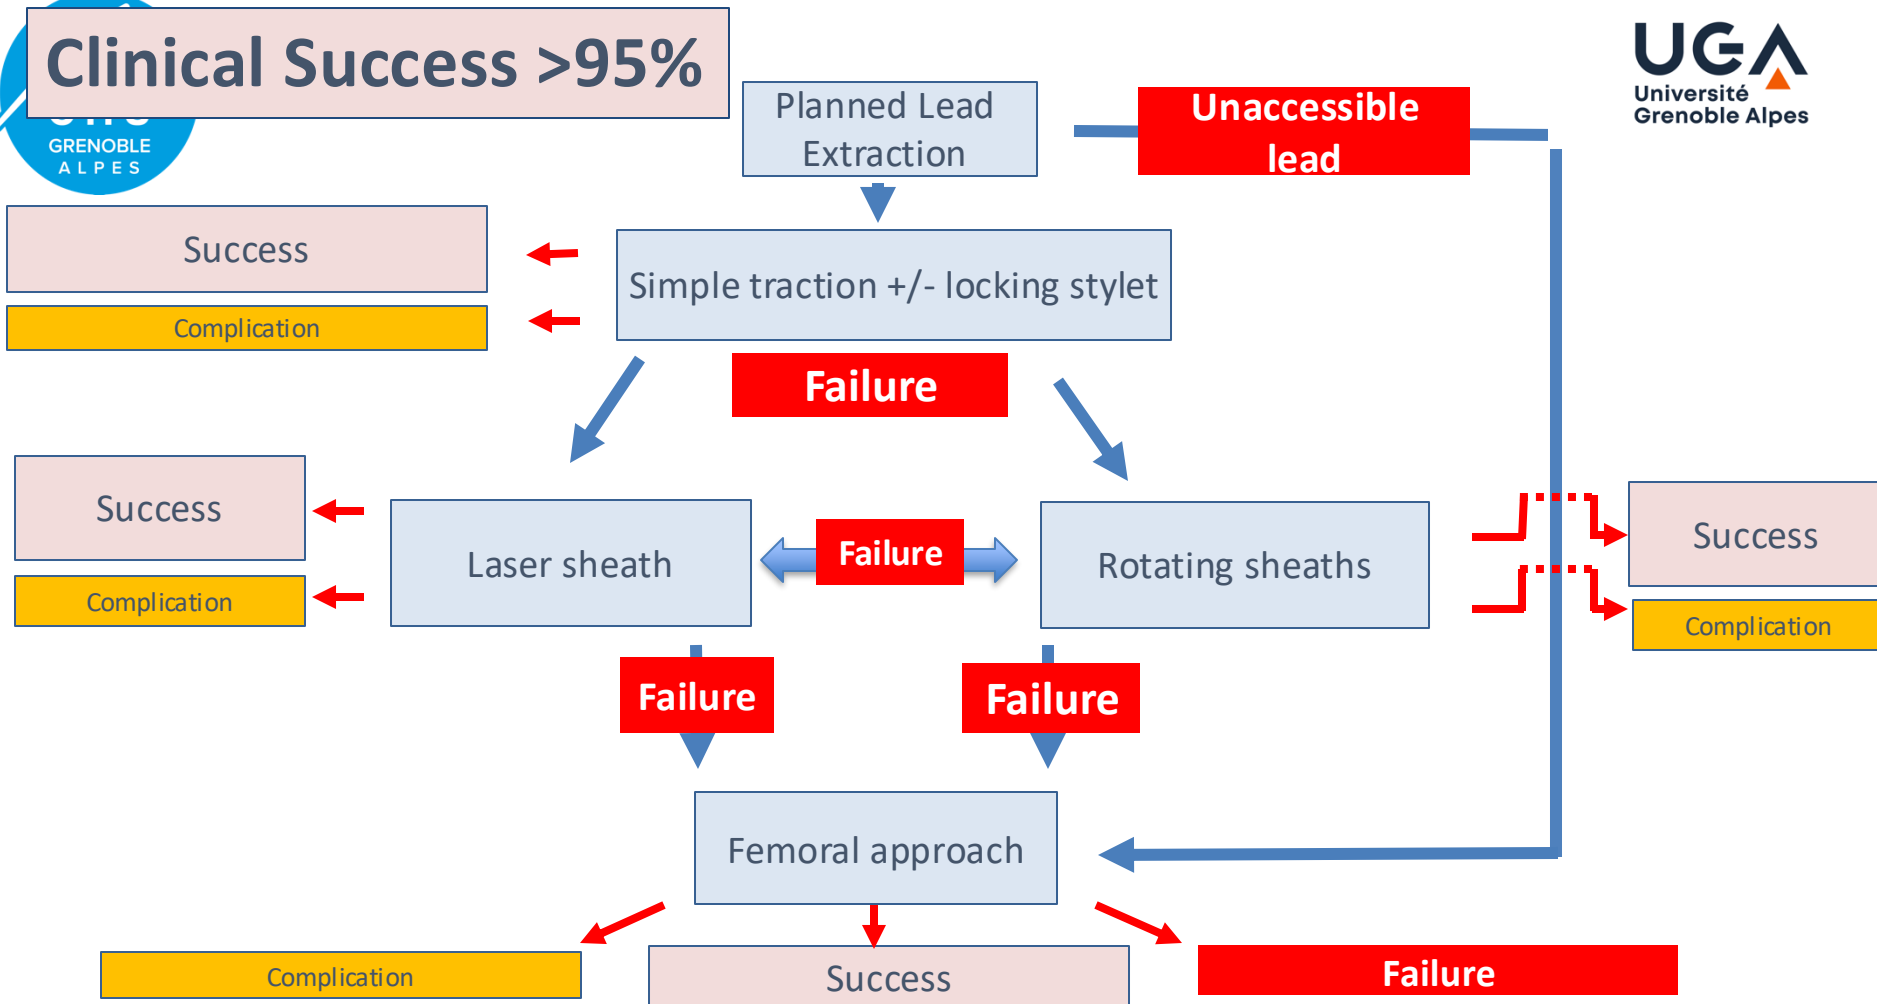 Clinical Success >95%
GRENOBLE
ALPES
UGA
Université
Grenoble Alpes
Planned Lead
Extraction
Unaccessible
lead
Success
Complication
Simple traction +/- locking stylet
Failure
Success
Complication
Laser sheath
Failure
Rotating sheaths
Success
Complication
Failure
Failure
Femoral approach
Complication
Success
Failure